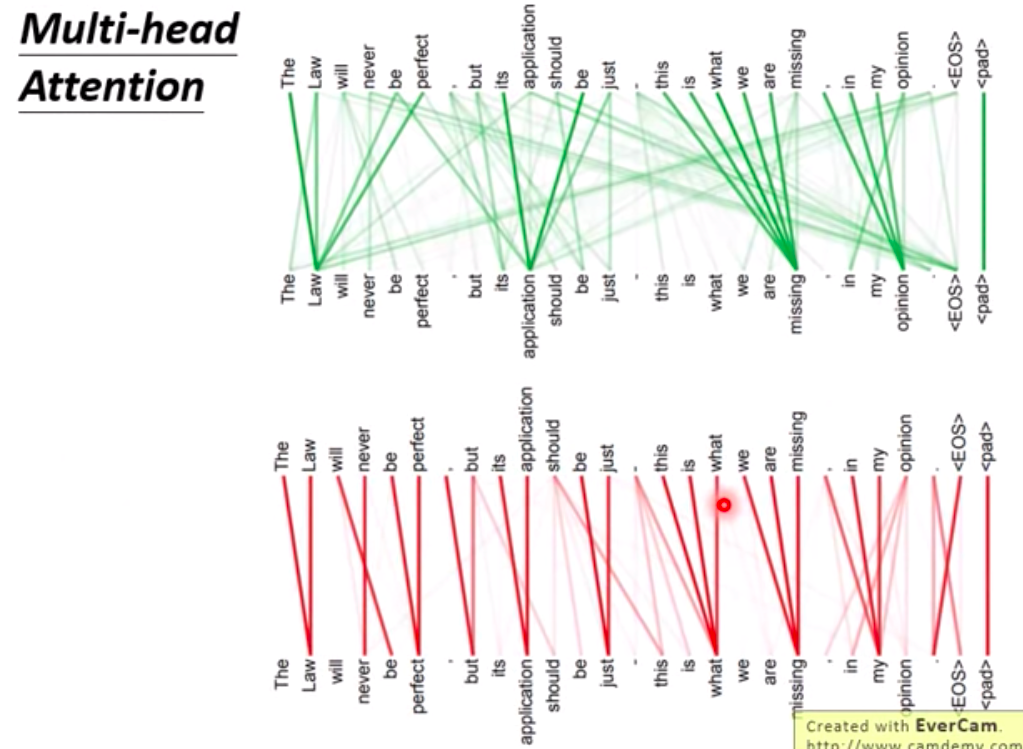 Multi-head
Attention
The Law will never be perfect , but its application should be just - this is what we are missing , in my opinion . <EOS> <pad>
The Law will never be perfect , but its application should be just - this is what we are missing , in my opinion . <EOS> <pad>
The Law will never be perfect , but its application should be just - this is what we are missing , in my opinion . <EOS> <pad>
The Law will never be perfect , but its application should be just - this is what we are missing , in my opinion . <EOS> <pad>
Created with EverCam.
http://www.camdemy.com